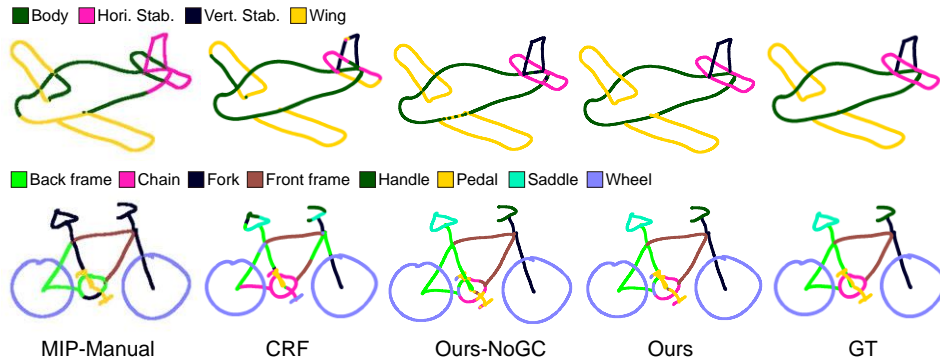 Body Hori. Stab. Vert. Stab. Wing
Back frame Chain Fork Front frame Handle Pedal Saddle Wheel
MIP-Manual CRF Ours-NoGC Ours GT